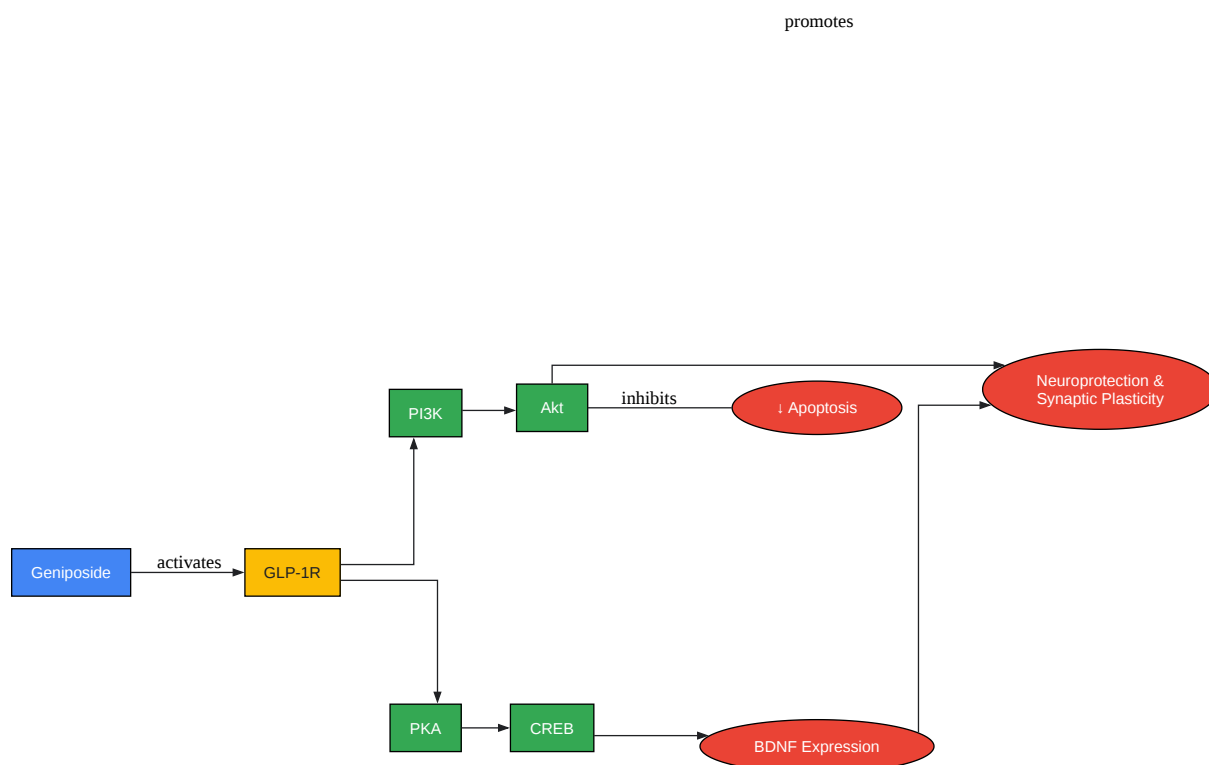 promotes
Neuroprotection &
Synaptic Plasticity
PI3K
Akt
inhibits
↓ Apoptosis
Geniposide
activates
GLP-1R
PKA
CREB
BDNF Expression